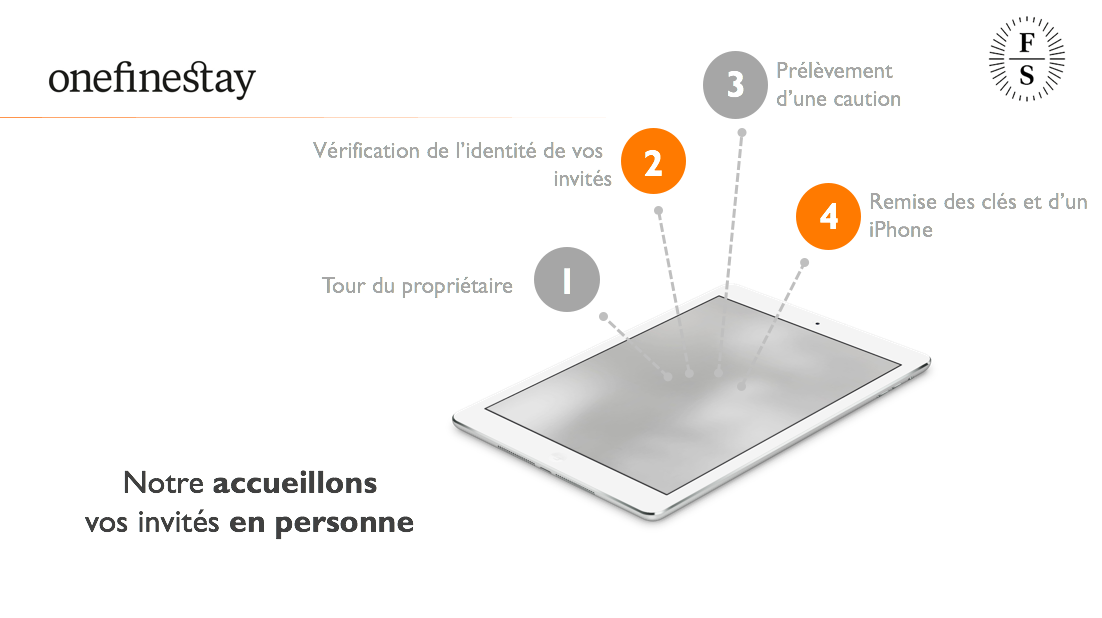 onefinestay
F
S
3
Prélèvement
d’une caution
Vérification de l’identité de vos
invités
2
4
Remise des clés et d’un
iPhone
Tour du propriétaire
1
Notre accueillons
vos invités en personne